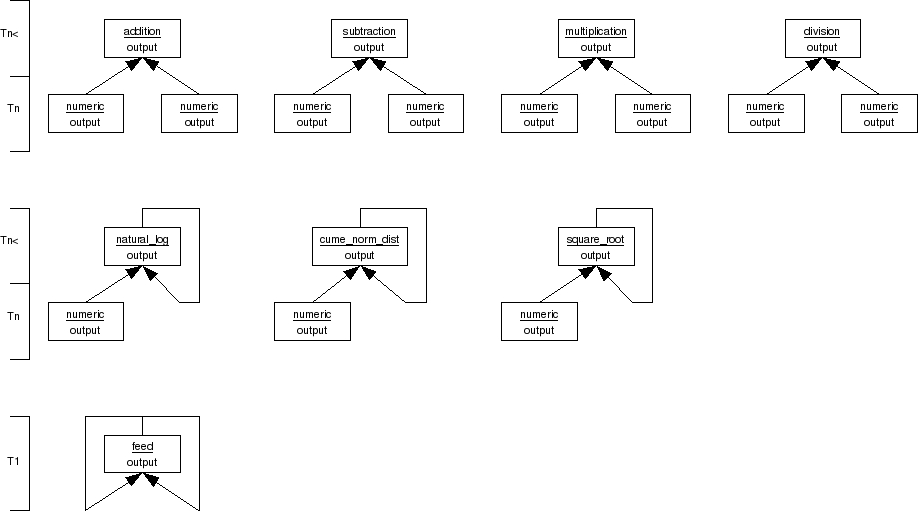 Tn<
addition
output
subtraction
output
multiplication
output
division
output
Tn
numeric
output
numeric
output
numeric
output
numeric
output
numeric
output
numeric
output
numeric
output
numeric
output
Tn<
natural_log
output
cume_norm_dist
output
square_root
output
Tn
numeric
output
numeric
output
numeric
output
T1
feed
output